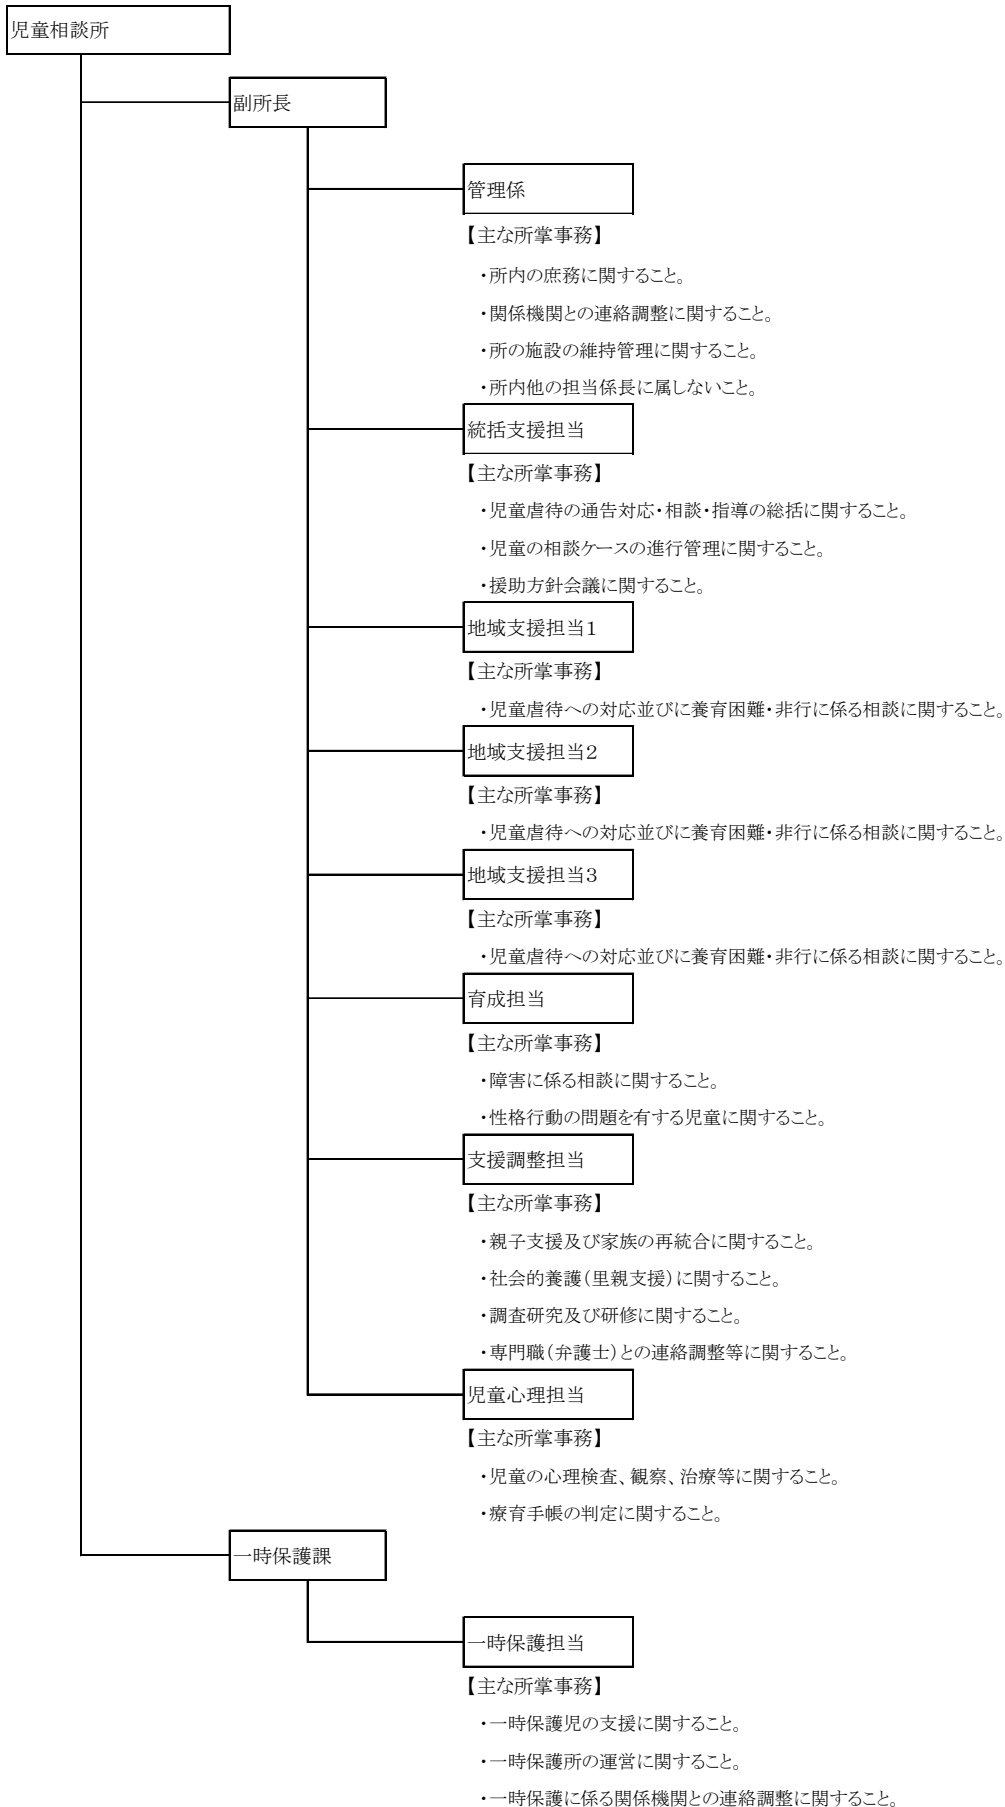 児童相談所
副所長
管理係
【主な所掌事務】
・所内の庶務に関すること。
・関係機関との連絡調整に関すること。
・所の施設の維持管理に関すること。
・所内他の担当係長に属しないこと。
統括支援担当
【主な所掌事務】
・児童虐待の通告対応・相談・指導の総括に関すること。
・児童の相談ケースの進行管理に関すること。
・援助方針会議に関すること。
地域支援担当1
【主な所掌事務】
・児童虐待への対応並びに養育困難・非行に係る相談に関すること。
地域支援担当2
【主な所掌事務】
・児童虐待への対応並びに養育困難・非行に係る相談に関すること。
地域支援担当3
【主な所掌事務】
・児童虐待への対応並びに養育困難・非行に係る相談に関すること。
育成担当
【主な所掌事務】
・障害に係る相談に関すること。
・性格行動の問題を有する児童に関すること。
支援調整担当
【主な所掌事務】
・親子支援及び家族の再統合に関すること。
・社会的養護(里親支援)に関すること。
・調査研究及び研修に関すること。
・専門職(弁護士)との連絡調整等に関すること。
児童心理担当
【主な所掌事務】
・児童の心理検査、観察、治療等に関すること。
・療育手帳の判定に関すること。
一時保護課
一時保護担当
【主な所掌事務】
・一時保護児の支援に関すること。
・一時保護所の運営に関すること。
・一時保護に係る関係機関との連絡調整に関すること。